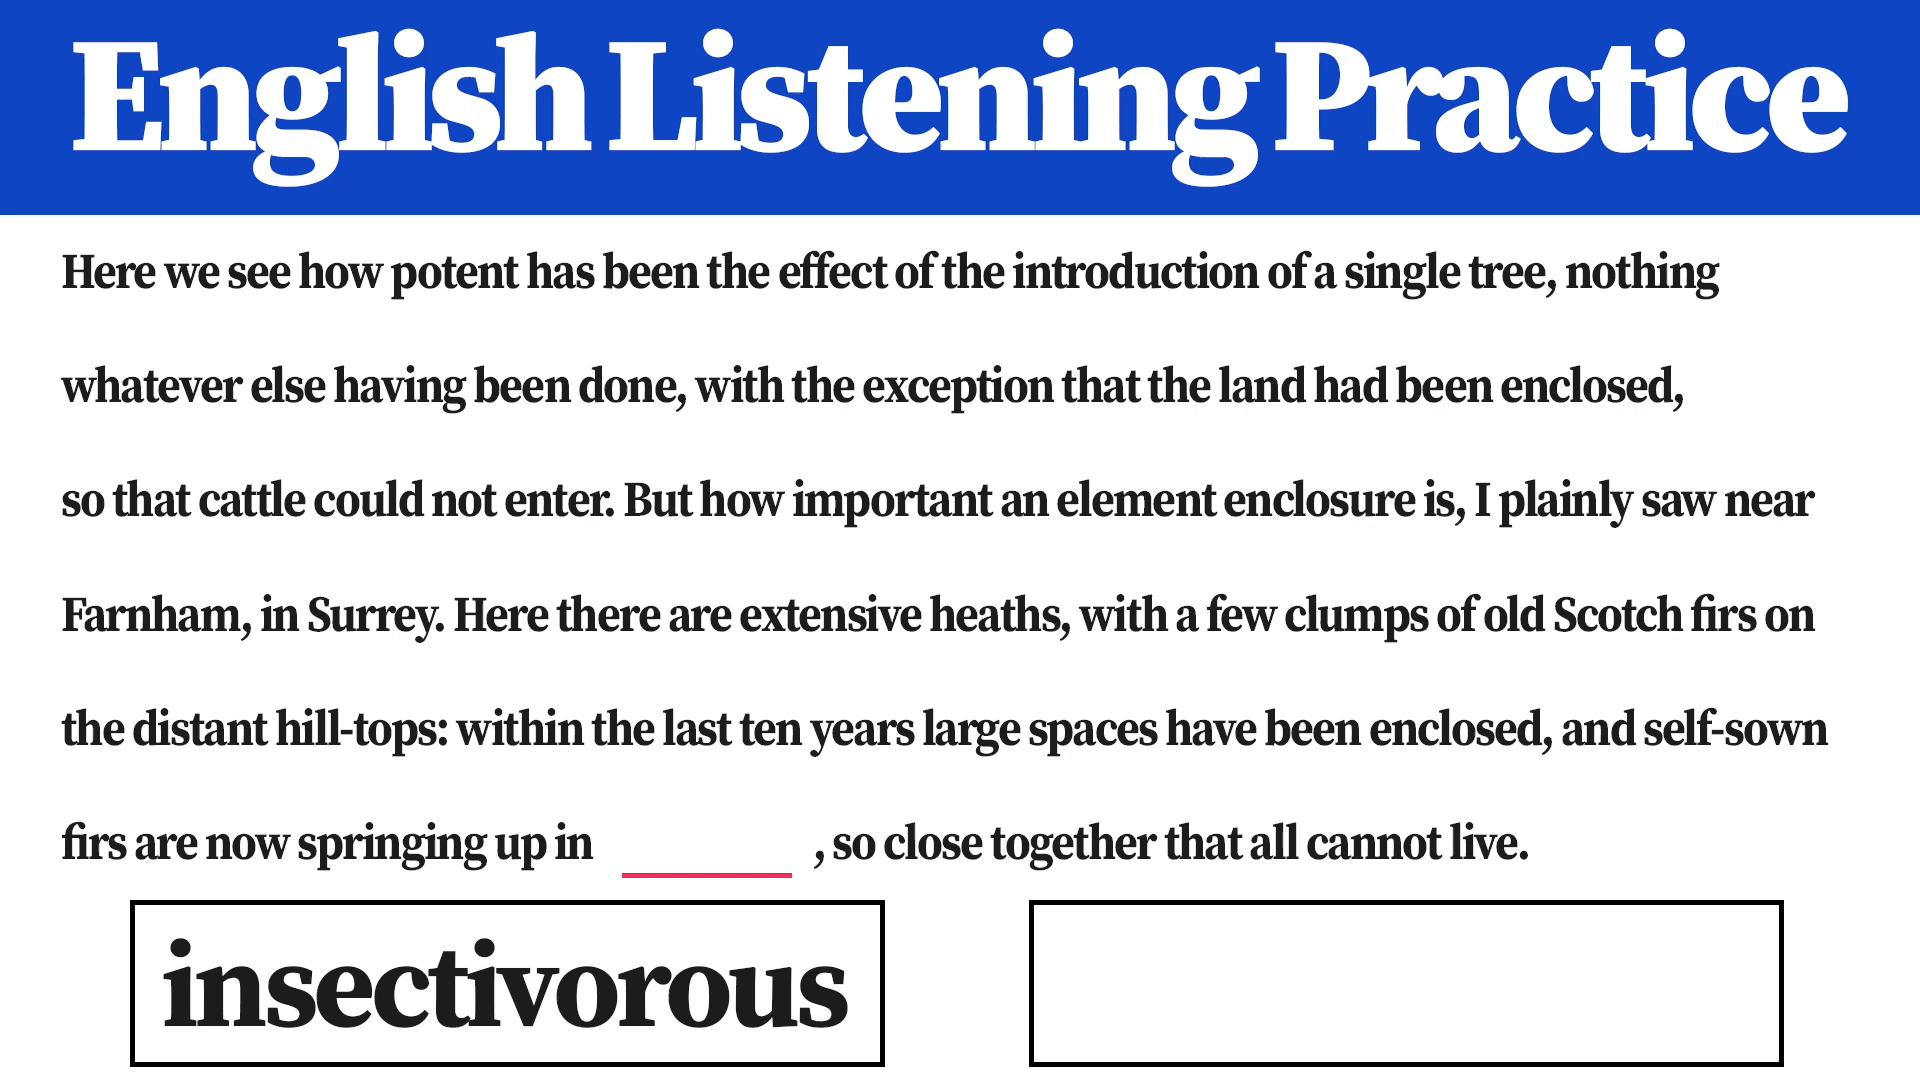 English Listening Practice
Here we see how potent has been the effect of the introduction of a single tree, nothing
whatever else having been done, with the exception that the land had been enclosed,
so that cattle could not enter. But how important an element enclosure is, I plainly saw near
Farnham, in Surrey. Here there are extensive heaths, with a few clumps of old Scotch firs on
the distant hill-tops: within the last ten years large spaces have been enclosed, and self-sown
firs are now springing up in ______, so close together that all cannot live.
insectivorous